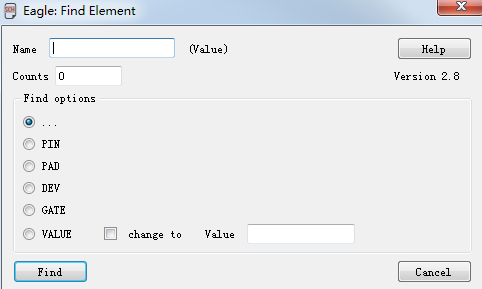 Eagle: Find Element
Name (Value) Help
Counts 0 Version 2.8
Find options
...
PIN
PAD
DEV
GATE
VALUE change to Value
Find Cancel